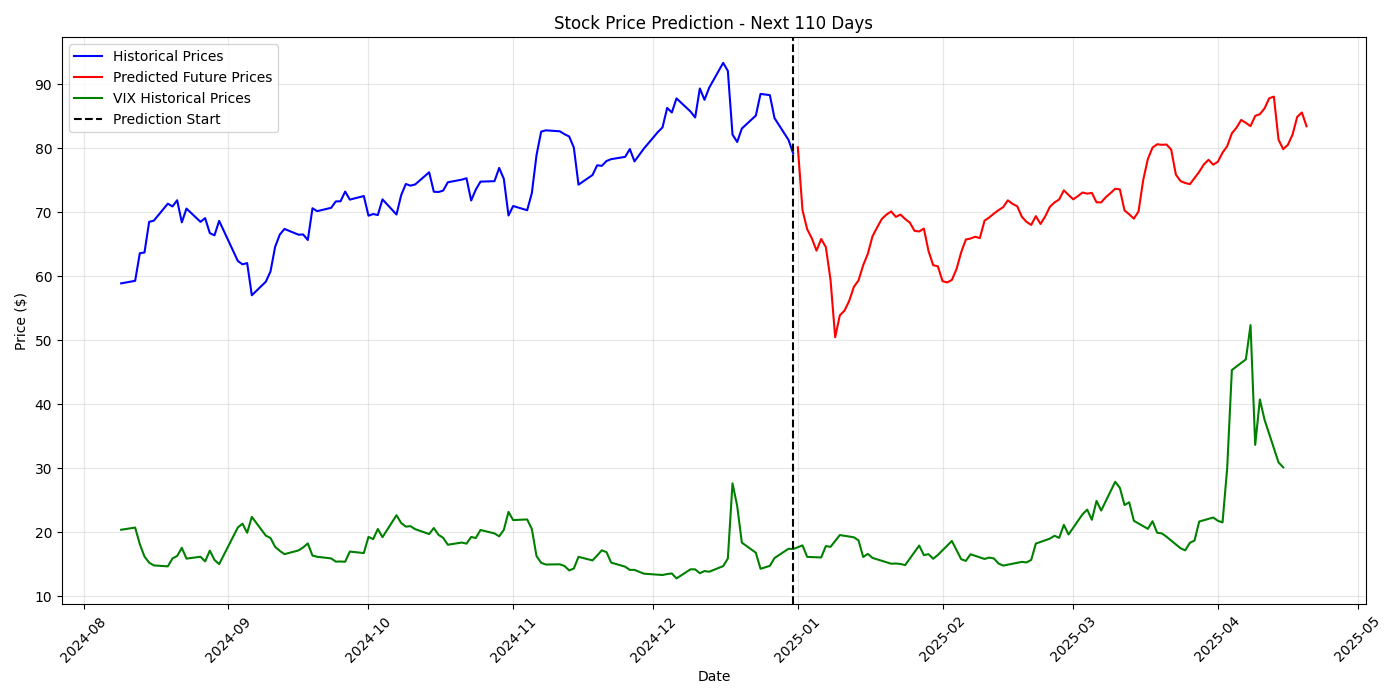 Stock Price Prediction - Next 110 Days
Historical Prices
Predicted Future Prices
VIX Historical Prices
Prediction Start
Price ($)
90
80
70
60
50
40
30
20
10
2024-08
2024-09
2024-10
2024-11
2024-12
2025-01
2025-02
2025-03
2025-04
2025-05
Date